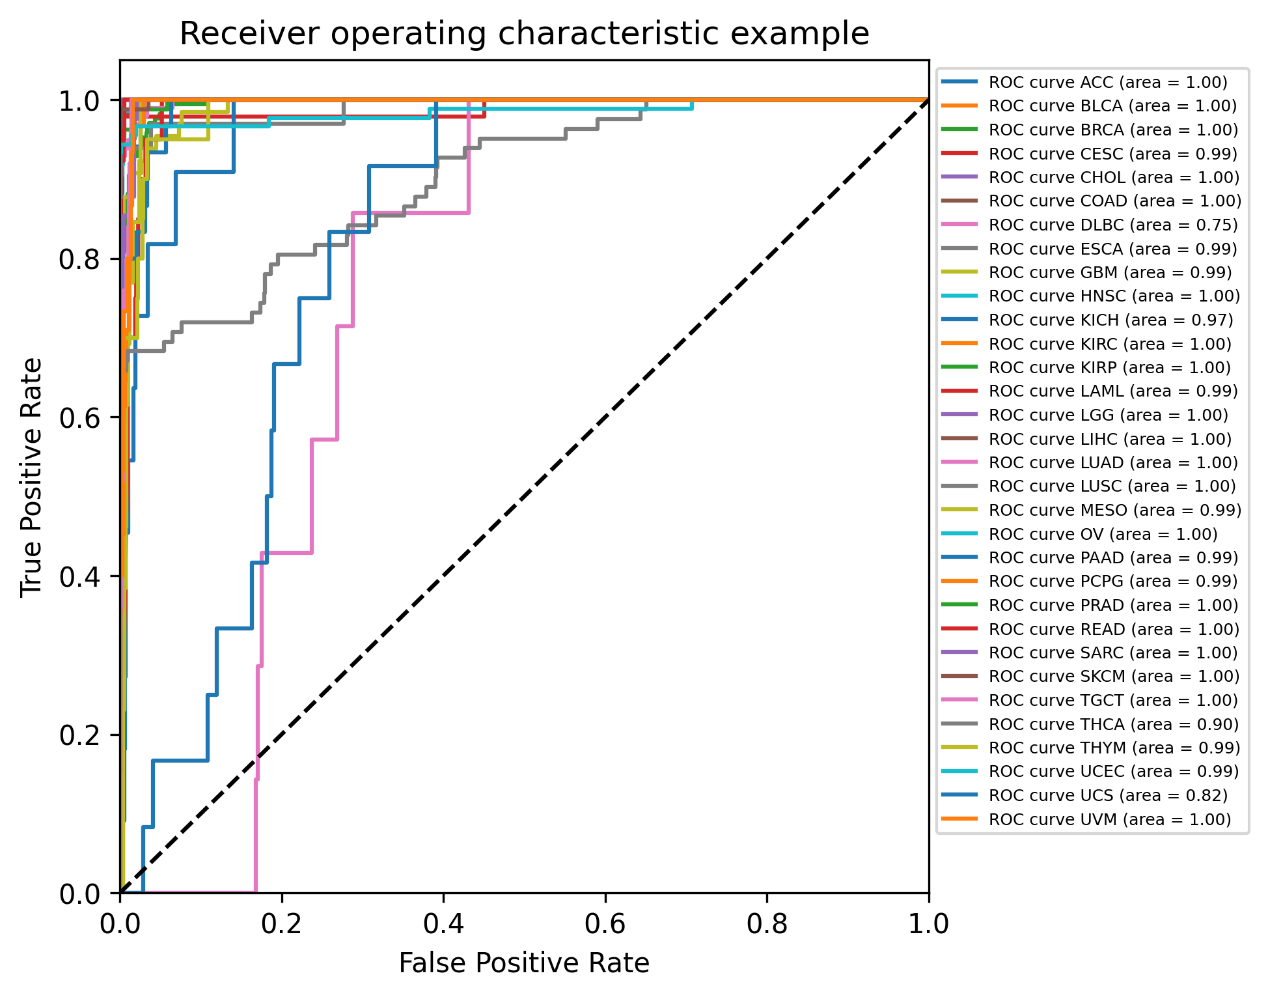 Receiver operating characteristic example
True Positive Rate
1.0
0.8
0.6
0.4
0.2
0.0
0.0 0.2 0.4 0.6 0.8 1.0
False Positive Rate
ROC curve ACC (area = 1.00)
ROC curve BLCA (area = 1.00)
ROC curve BRCA (area = 1.00)
ROC curve CESC (area = 0.99)
ROC curve CHOL (area = 1.00)
ROC curve COAD (area = 1.00)
ROC curve DLBC (area = 0.75)
ROC curve ESCA (area = 0.99)
ROC curve GBM (area = 0.99)
ROC curve HNSC (area = 1.00)
ROC curve KICH (area = 0.97)
ROC curve KIRC (area = 1.00)
ROC curve KIRP (area = 1.00)
ROC curve LAML (area = 0.99)
ROC curve LGG (area = 1.00)
ROC curve LIHC (area = 1.00)
ROC curve LUAD (area = 1.00)
ROC curve LUSC (area = 1.00)
ROC curve MESO (area = 0.99)
ROC curve OV (area = 1.00)
ROC curve PAAD (area = 0.99)
ROC curve PCPG (area = 0.99)
ROC curve PRAD (area = 1.00)
ROC curve READ (area = 1.00)
ROC curve SARC (area = 1.00)
ROC curve SKCM (area = 1.00)
ROC curve TGCT (area = 1.00)
ROC curve THCA (area = 0.90)
ROC curve THYM (area = 0.99)
ROC curve UCEC (area = 0.99)
ROC curve UCS (area = 0.82)
ROC curve UVM (area = 1.00)